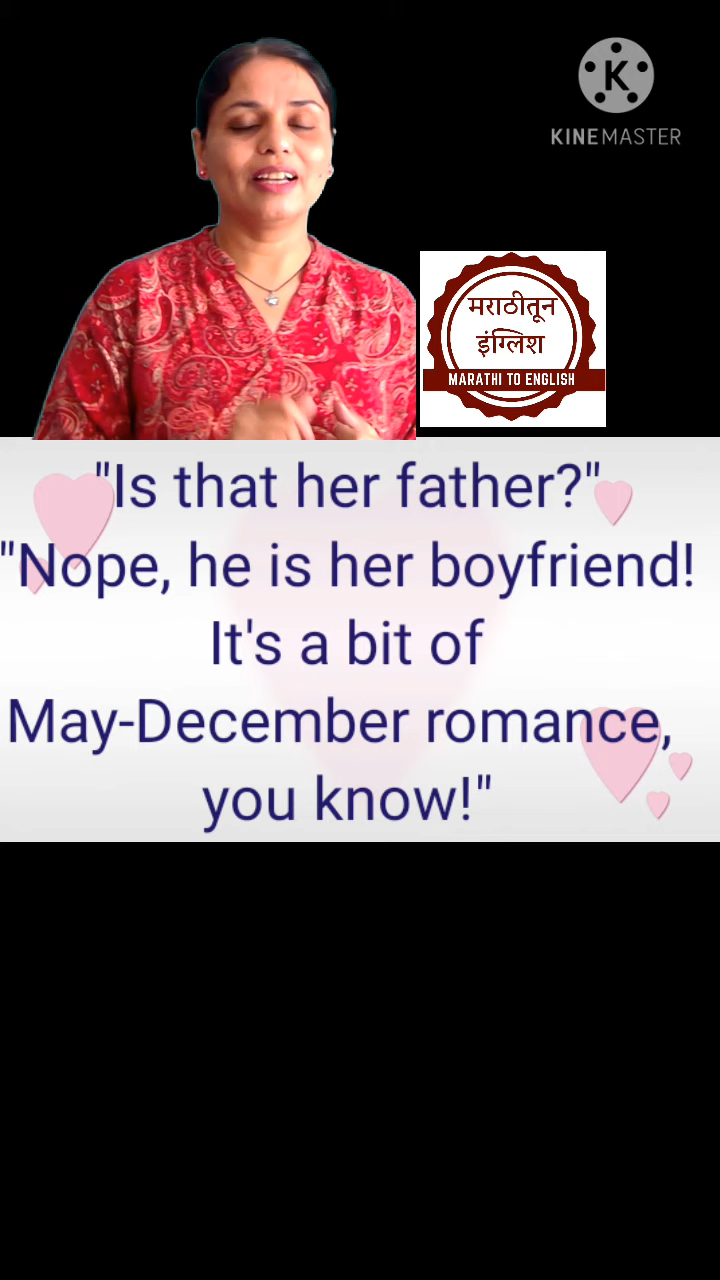 K
KINEMASTER
मराठीतून
इंग्लिश
MARATHI TO ENGLISH
"Is that her father?"
"Nope, he is her boyfriend!
It's a bit of
May-December romance,
you know!"